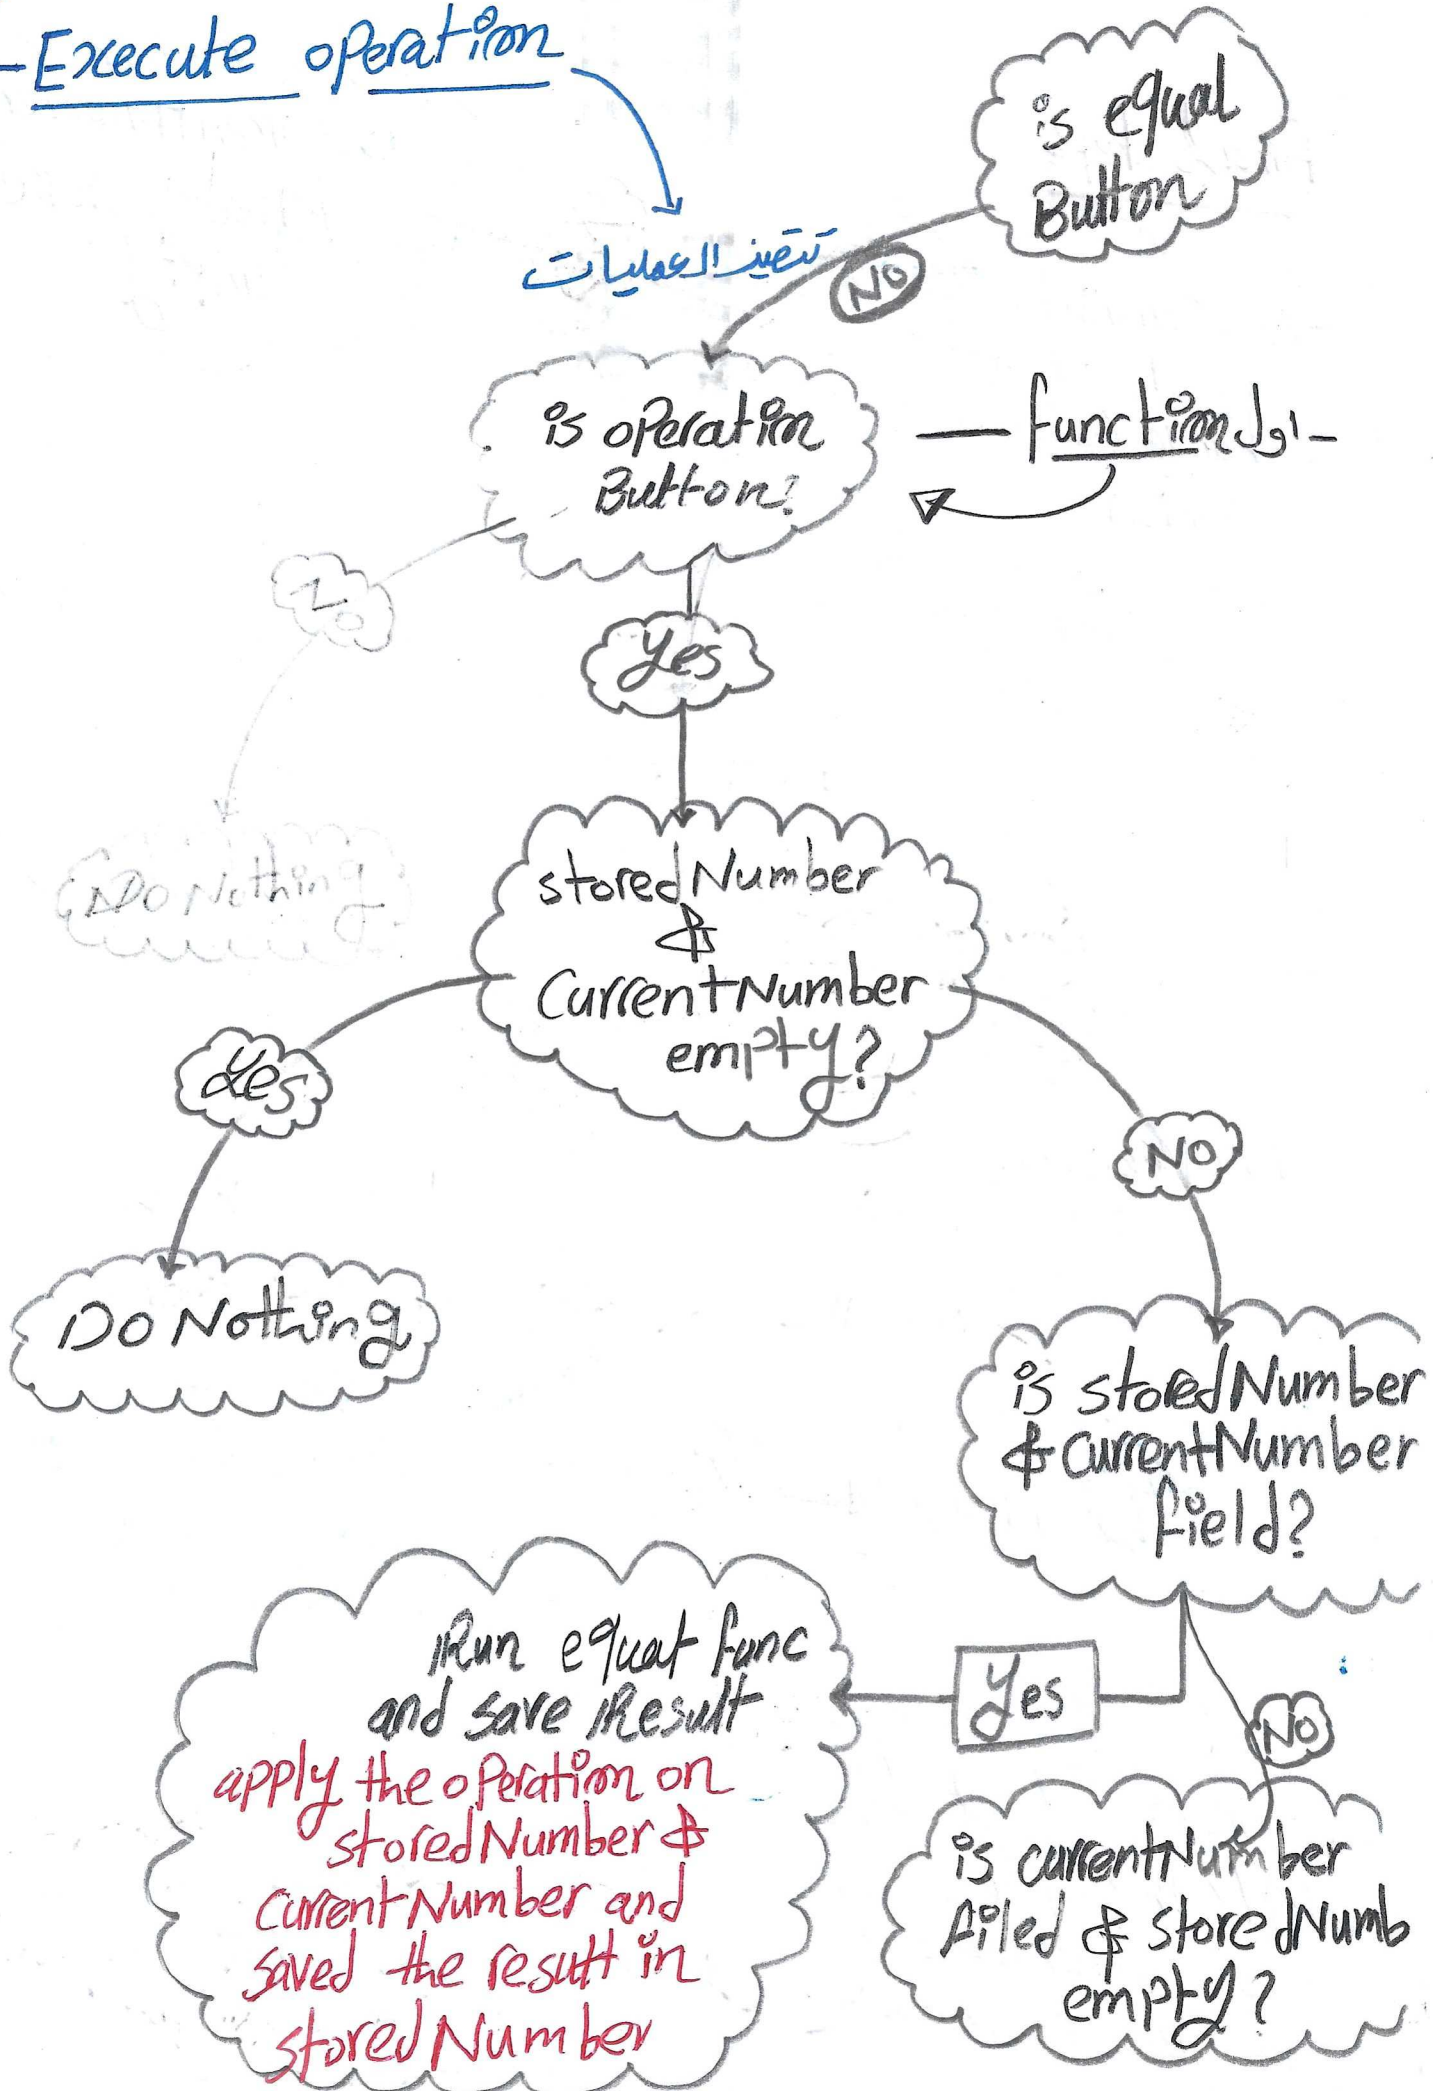 -Execute operation
is equal
Button
تنفيذ العمليات
NO
is operation
Button?
— function اول -
No
Yes
Do Nothing
storedNumber
&
CurrentNumber
empty?
Yes
NO
Do Nothing
is storedNumber
& currentNumber
field?
Run equal func
and save Result
apply the operation on
storedNumber &
currentNumber and
saved the result in
storedNumber
Yes
NO
is currentNumber
filed & storedNumb
empty?